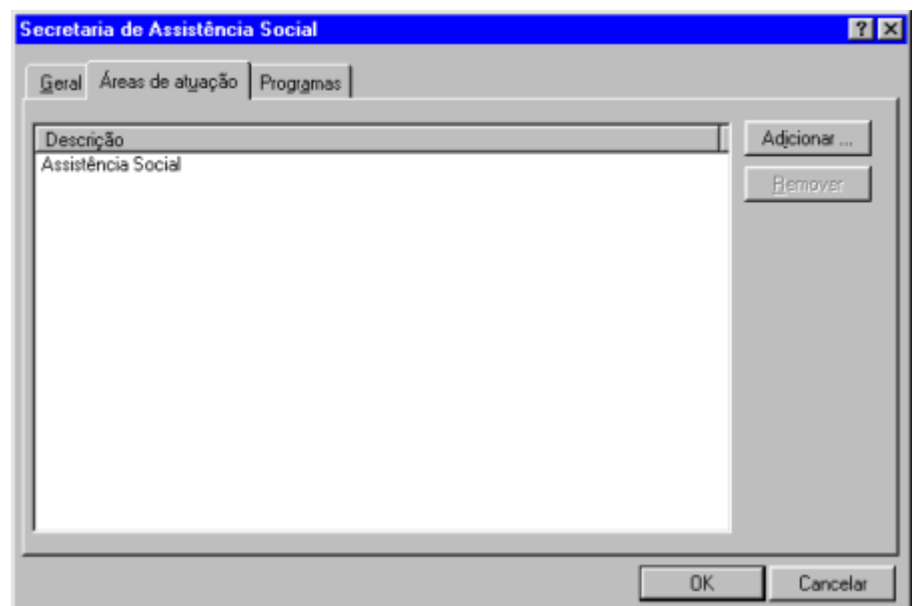 Secretaria de Assistência Social
Geral Áreas de atuação Programas
Descrição
Assistência Social
Adicionar ...
Remover
OK Cancelar